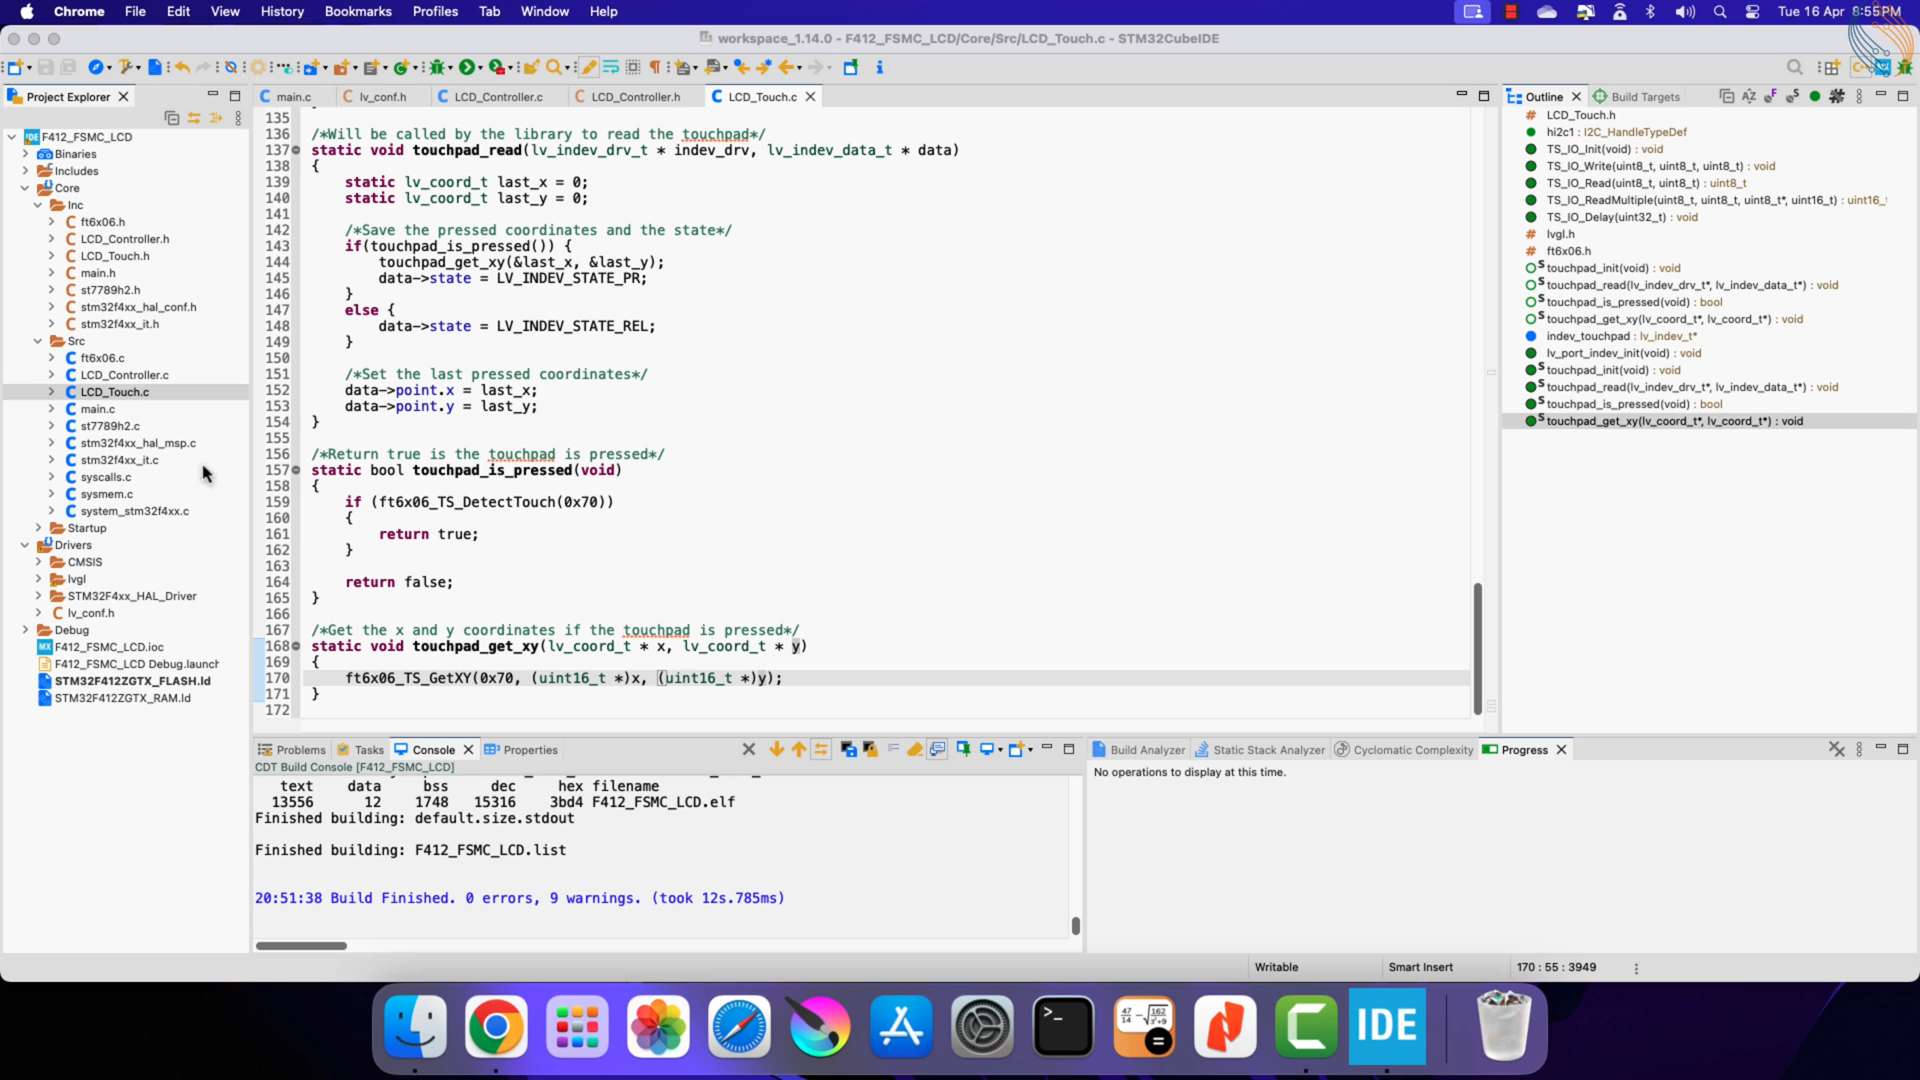 Chrome File Edit View History Bookmarks Profiles Tab Window Help Tue 16 Apr 8:55PM
workspace_1.14.0 - F412_FSMC_LCD/Core/Src/LCD_Touch.c - STM32CubeIDE
Project Explorer
F412_FSMC_LCD
Binaries
Includes
Core
Inc
ft6x06.h
LCD_Controller.h
LCD_Touch.h
main.h
st7789h2.h
stm32f4xx_hal_conf.h
stm32f4xx_it.h
Src
ft6x06.c
LCD_Controller.c
LCD_Touch.c
main.c
st7789h2.c
stm32f4xx_hal_msp.c
stm32f4xx_it.c
syscalls.c
sysmem.c
system_stm32f4xx.c
Startup
Drivers
CMSIS
lvgl
STM32F4xx_HAL_Driver
lv_conf.h
Debug
F412_FSMC_LCD.ioc
F412_FSMC_LCD Debug.launch
STM32F412ZGTX_FLASH.ld
STM32F412ZGTX_RAM.ld
main.c lv_conf.h LCD_Controller.c LCD_Controller.h LCD_Touch.c
135
136 /*Will be called by the library to read the touchpad*/
137 static void touchpad_read(lv_indev_drv_t * indev_drv, lv_indev_data_t * data)
138 {
139 static lv_coord_t last_x = 0;
140 static lv_coord_t last_y = 0;
141
142 /*Save the pressed coordinates and the state*/
143 if(touchpad_is_pressed()) {
144 touchpad_get_xy(&last_x, &last_y);
145 data->state = LV_INDEV_STATE_PR;
146 }
147 else {
148 data->state = LV_INDEV_STATE_REL;
149 }
150
151 /*Set the last pressed coordinates*/
152 data->point.x = last_x;
153 data->point.y = last_y;
154 }
155
156 /*Return true is the touchpad is pressed*/
157 static bool touchpad_is_pressed(void)
158 {
159 if (ft6x06_TS_DetectTouch(0x70))
160 {
161 return true;
162 }
163
164 return false;
165 }
166
167 /*Get the x and y coordinates if the touchpad is pressed*/
168 static void touchpad_get_xy(lv_coord_t * x, lv_coord_t * y)
169 {
170 ft6x06_TS_GetXY(0x70, (uint16_t *)x, (uint16_t *)y);
171 }
172
Outline Build Targets
LCD_Touch.h
hi2c1 : I2C_HandleTypeDef
TS_IO_Init(void) : void
TS_IO_Write(uint8_t, uint8_t, uint8_t) : void
TS_IO_Read(uint8_t, uint8_t) : uint8_t
TS_IO_ReadMultiple(uint8_t, uint8_t, uint8_t*, uint16_t) : uint16_
TS_IO_Delay(uint32_t) : void
lvgl.h
ft6x06.h
touchpad_init(void) : void
touchpad_read(lv_indev_drv_t*, lv_indev_data_t*) : void
touchpad_is_pressed(void) : bool
touchpad_get_xy(lv_coord_t*, lv_coord_t*) : void
indev_touchpad : lv_indev_t*
lv_port_indev_init(void) : void
touchpad_init(void) : void
touchpad_read(lv_indev_drv_t*, lv_indev_data_t*) : void
touchpad_is_pressed(void) : bool
touchpad_get_xy(lv_coord_t*, lv_coord_t*) : void
Problems Tasks Console Properties
CDT Build Console [F412_FSMC_LCD]
text data bss dec hex filename
13556 12 1748 15316 3bd4 F412_FSMC_LCD.elf
Finished building: default.size.stdout
Finished building: F412_FSMC_LCD.list
20:51:38 Build Finished. 0 errors, 9 warnings. (took 12s.785ms)
Build Analyzer Static Stack Analyzer Cyclomatic Complexity Progress
No operations to display at this time.
Writable Smart Insert 170 : 55 : 3949
IDE